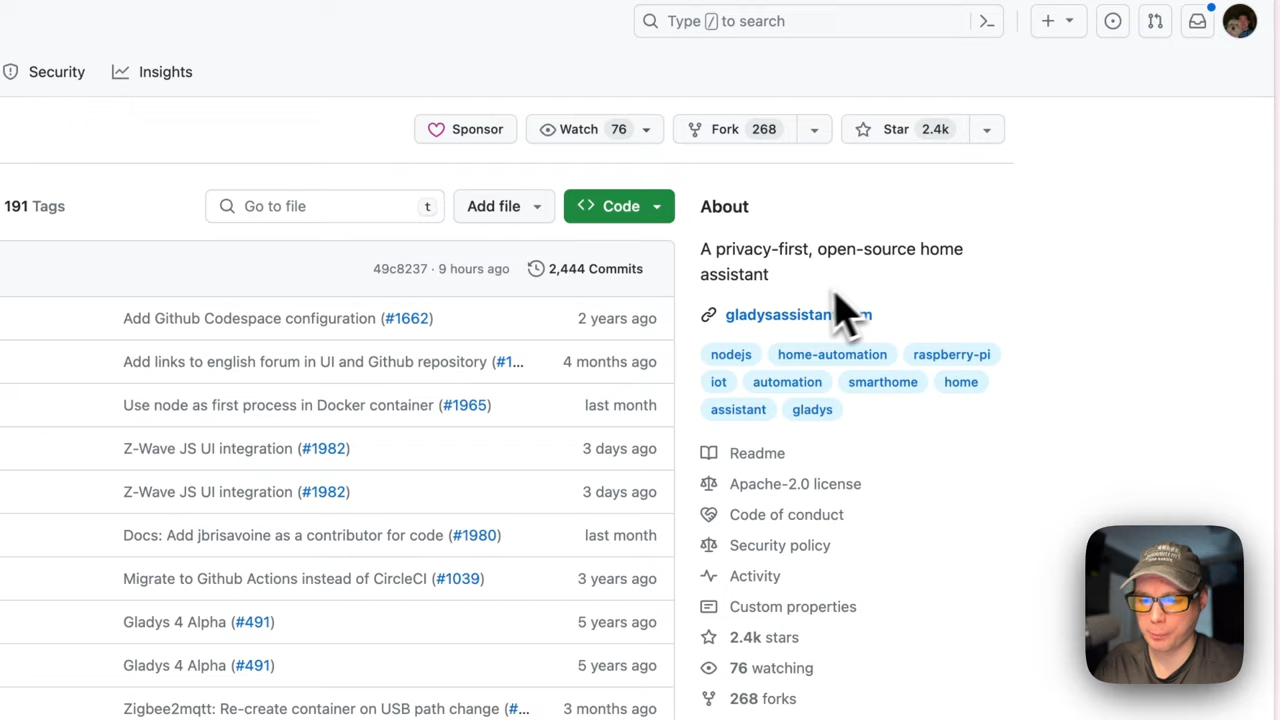 Type / to search
Security
Insights
Sponsor
Watch 76
Fork 268
Star 2.4k
191 Tags
Go to file
t
Add file
Code
About
A privacy-first, open-source home
assistant
49c8237 · 9 hours ago
2,444 Commits
Add Github Codespace configuration (#1662)
2 years ago
Add links to english forum in UI and Github repository (#1...
4 months ago
Use node as first process in Docker container (#1965)
last month
Z-Wave JS UI integration (#1982)
3 days ago
Z-Wave JS UI integration (#1982)
3 days ago
Docs: Add jbrisavoine as a contributor for code (#1980)
last month
Migrate to Github Actions instead of CircleCI (#1039)
3 years ago
Gladys 4 Alpha (#491)
5 years ago
Gladys 4 Alpha (#491)
5 years ago
Zigbee2mqtt: Re-create container on USB path change (#...
3 months ago
nodejs home-automation raspberry-pi
iot automation smarthome home
assistant gladys
Readme
Apache-2.0 license
Code of conduct
Security policy
Activity
Custom properties
2.4k stars
76 watching
268 forks